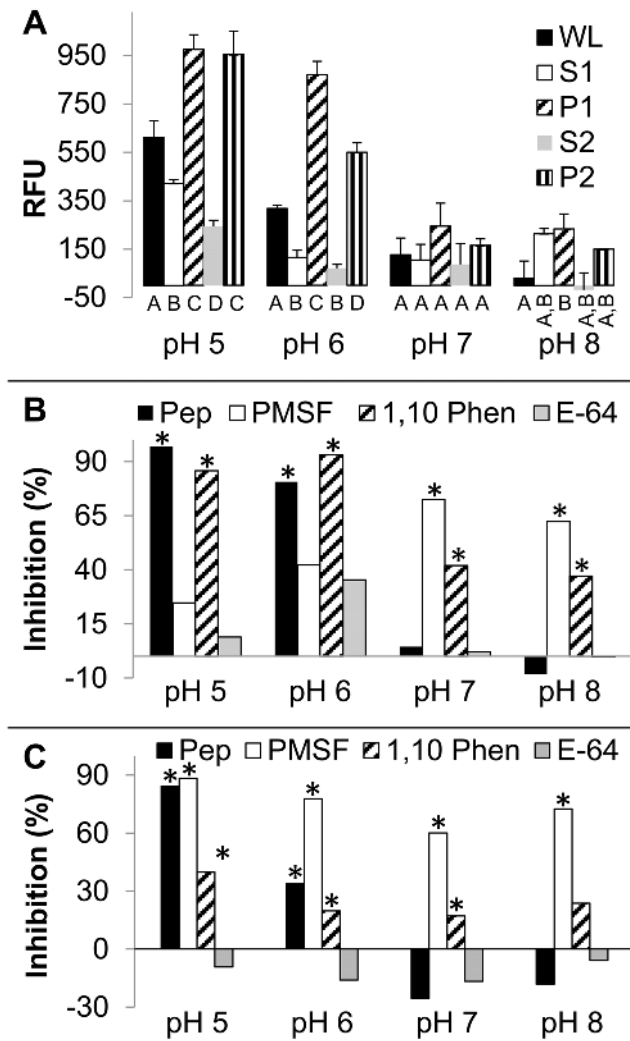 A
RFU
950
750
550
350
150
-50
WL
S1
P1
S2
P2
A B C D C
A B C B D
A A A A A
A A,B B A,B A,B
pH 5 pH 6 pH 7 pH 8
B
Pep PMSF 1,10 Phen E-64
Inhibition (%)
90
65
40
15
-10
* * * * * * * *
pH 5 pH 6 pH 7 pH 8
C
Pep PMSF 1,10 Phen E-64
Inhibition (%)
90
60
30
0
-30
* * * * * * * * *
pH 5 pH 6 pH 7 pH 8